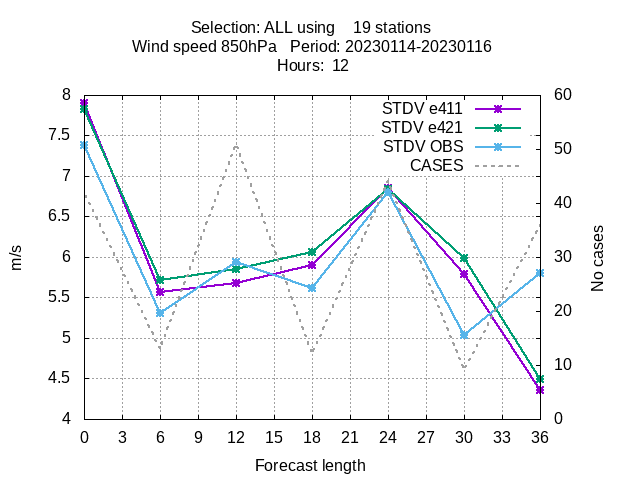 Selection: ALL using    19 stations
Wind speed 850hPa   Period: 20230114-20230116
Hours:  12
STDV e411
STDV e421
STDV OBS
CASES
8
7.5
7
6.5
6
5.5
5
4.5
4
m/s
60
50
40
30
20
10
0
No cases
0 3 6 9 12 15 18 21 24 27 30 33 36
Forecast length